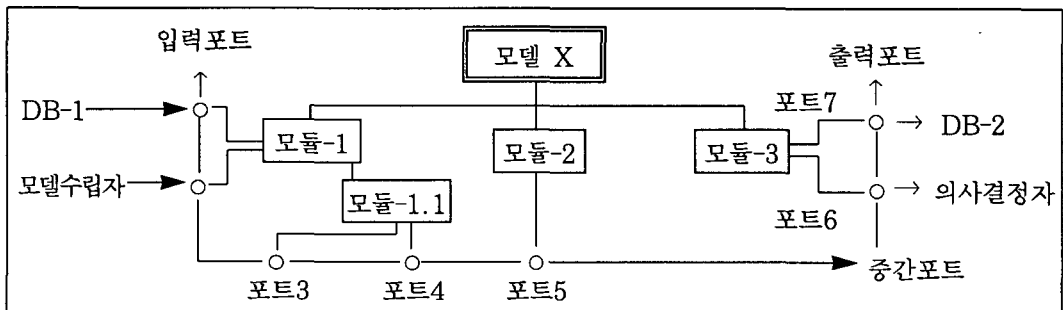 입력포트
모델 X
출력포트
포트7
DB-1
DB-2
모듈-1
모듈-2
모듈-3
모델수립자
모듈-1.1
의사결정자
포트6
중간포트
포트3
포트4
포트5